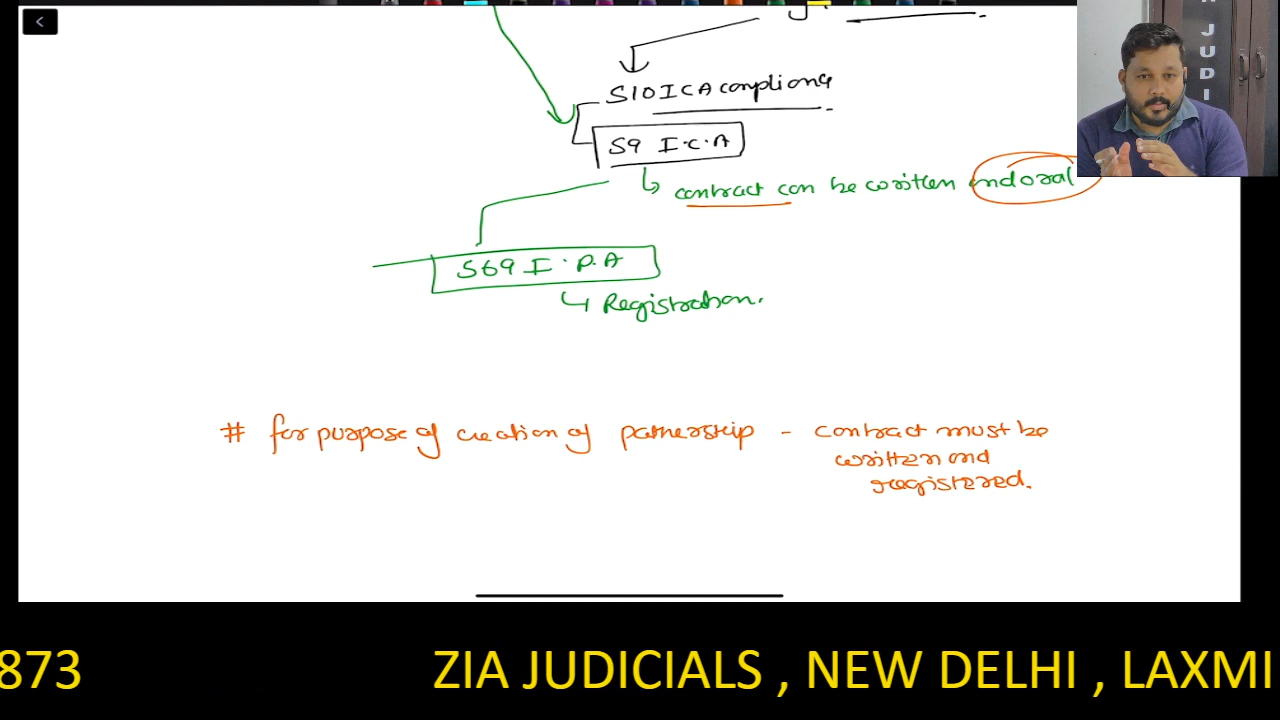 J
U
D
I
S10 I C A compliance
S9 I.C.A
contract can be written and oral
S69 I.P.A
Registration.
# for purpose of creation of partnership - contract must be
written and
registered.
873 ZIA JUDICIALS , NEW DELHI , LAXMI